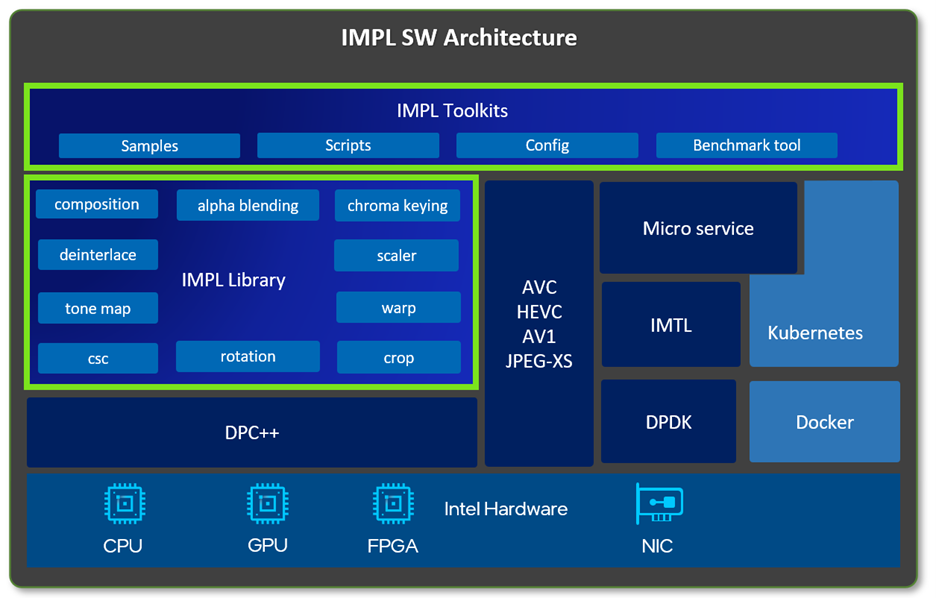 IMPL SW Architecture
IMPL Toolkits
Samples
Scripts
Config
Benchmark tool
composition
alpha blending
chroma keying
deinterlace
scaler
IMPL Library
tone map
warp
csc
rotation
crop
DPC++
AVC
HEVC
AV1
JPEG-XS
Micro service
IMTL
Kubernetes
DPDK
Docker
Intel Hardware
CPU
GPU
FPGA
NIC